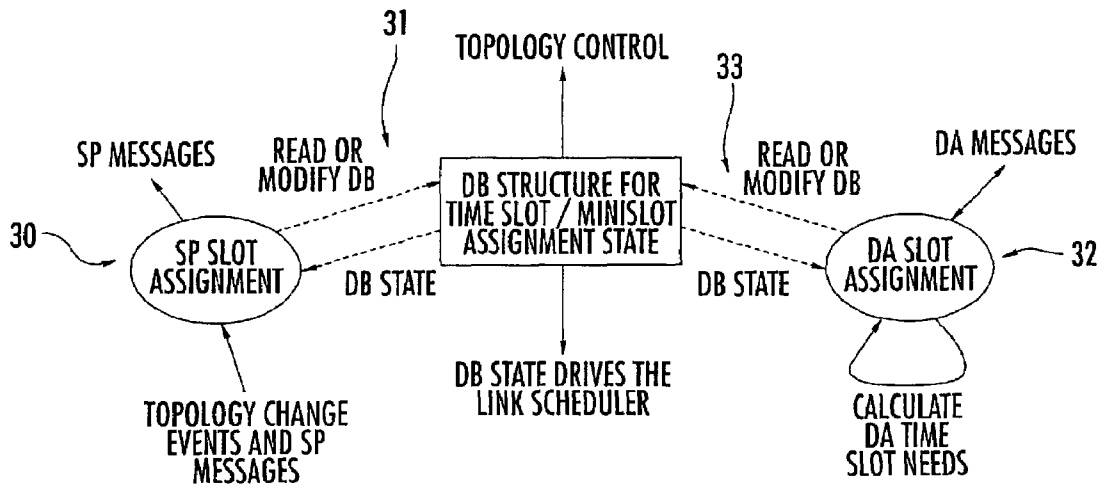 31
TOPOLOGY CONTROL
33
SP MESSAGES
READ OR
MODIFY DB
READ OR
MODIFY DB
DA MESSAGES
DB STRUCTURE FOR
TIME SLOT / MINISLOT
ASSIGNMENT STATE
30
SP SLOT
ASSIGNMENT
DA SLOT
ASSIGNMENT
32
DB STATE
DB STATE
DB STATE DRIVES THE
LINK SCHEDULER
TOPOLOGY CHANGE
EVENTS AND SP
MESSAGES
CALCULATE
DA TIME
SLOT NEEDS